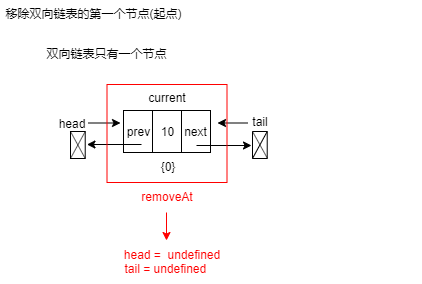 移除双向链表的第一个节点(起点)
双向链表只有一个节点
current
head
tail
prev 10 next
{0}
removeAt
head = undefined
tail = undefined